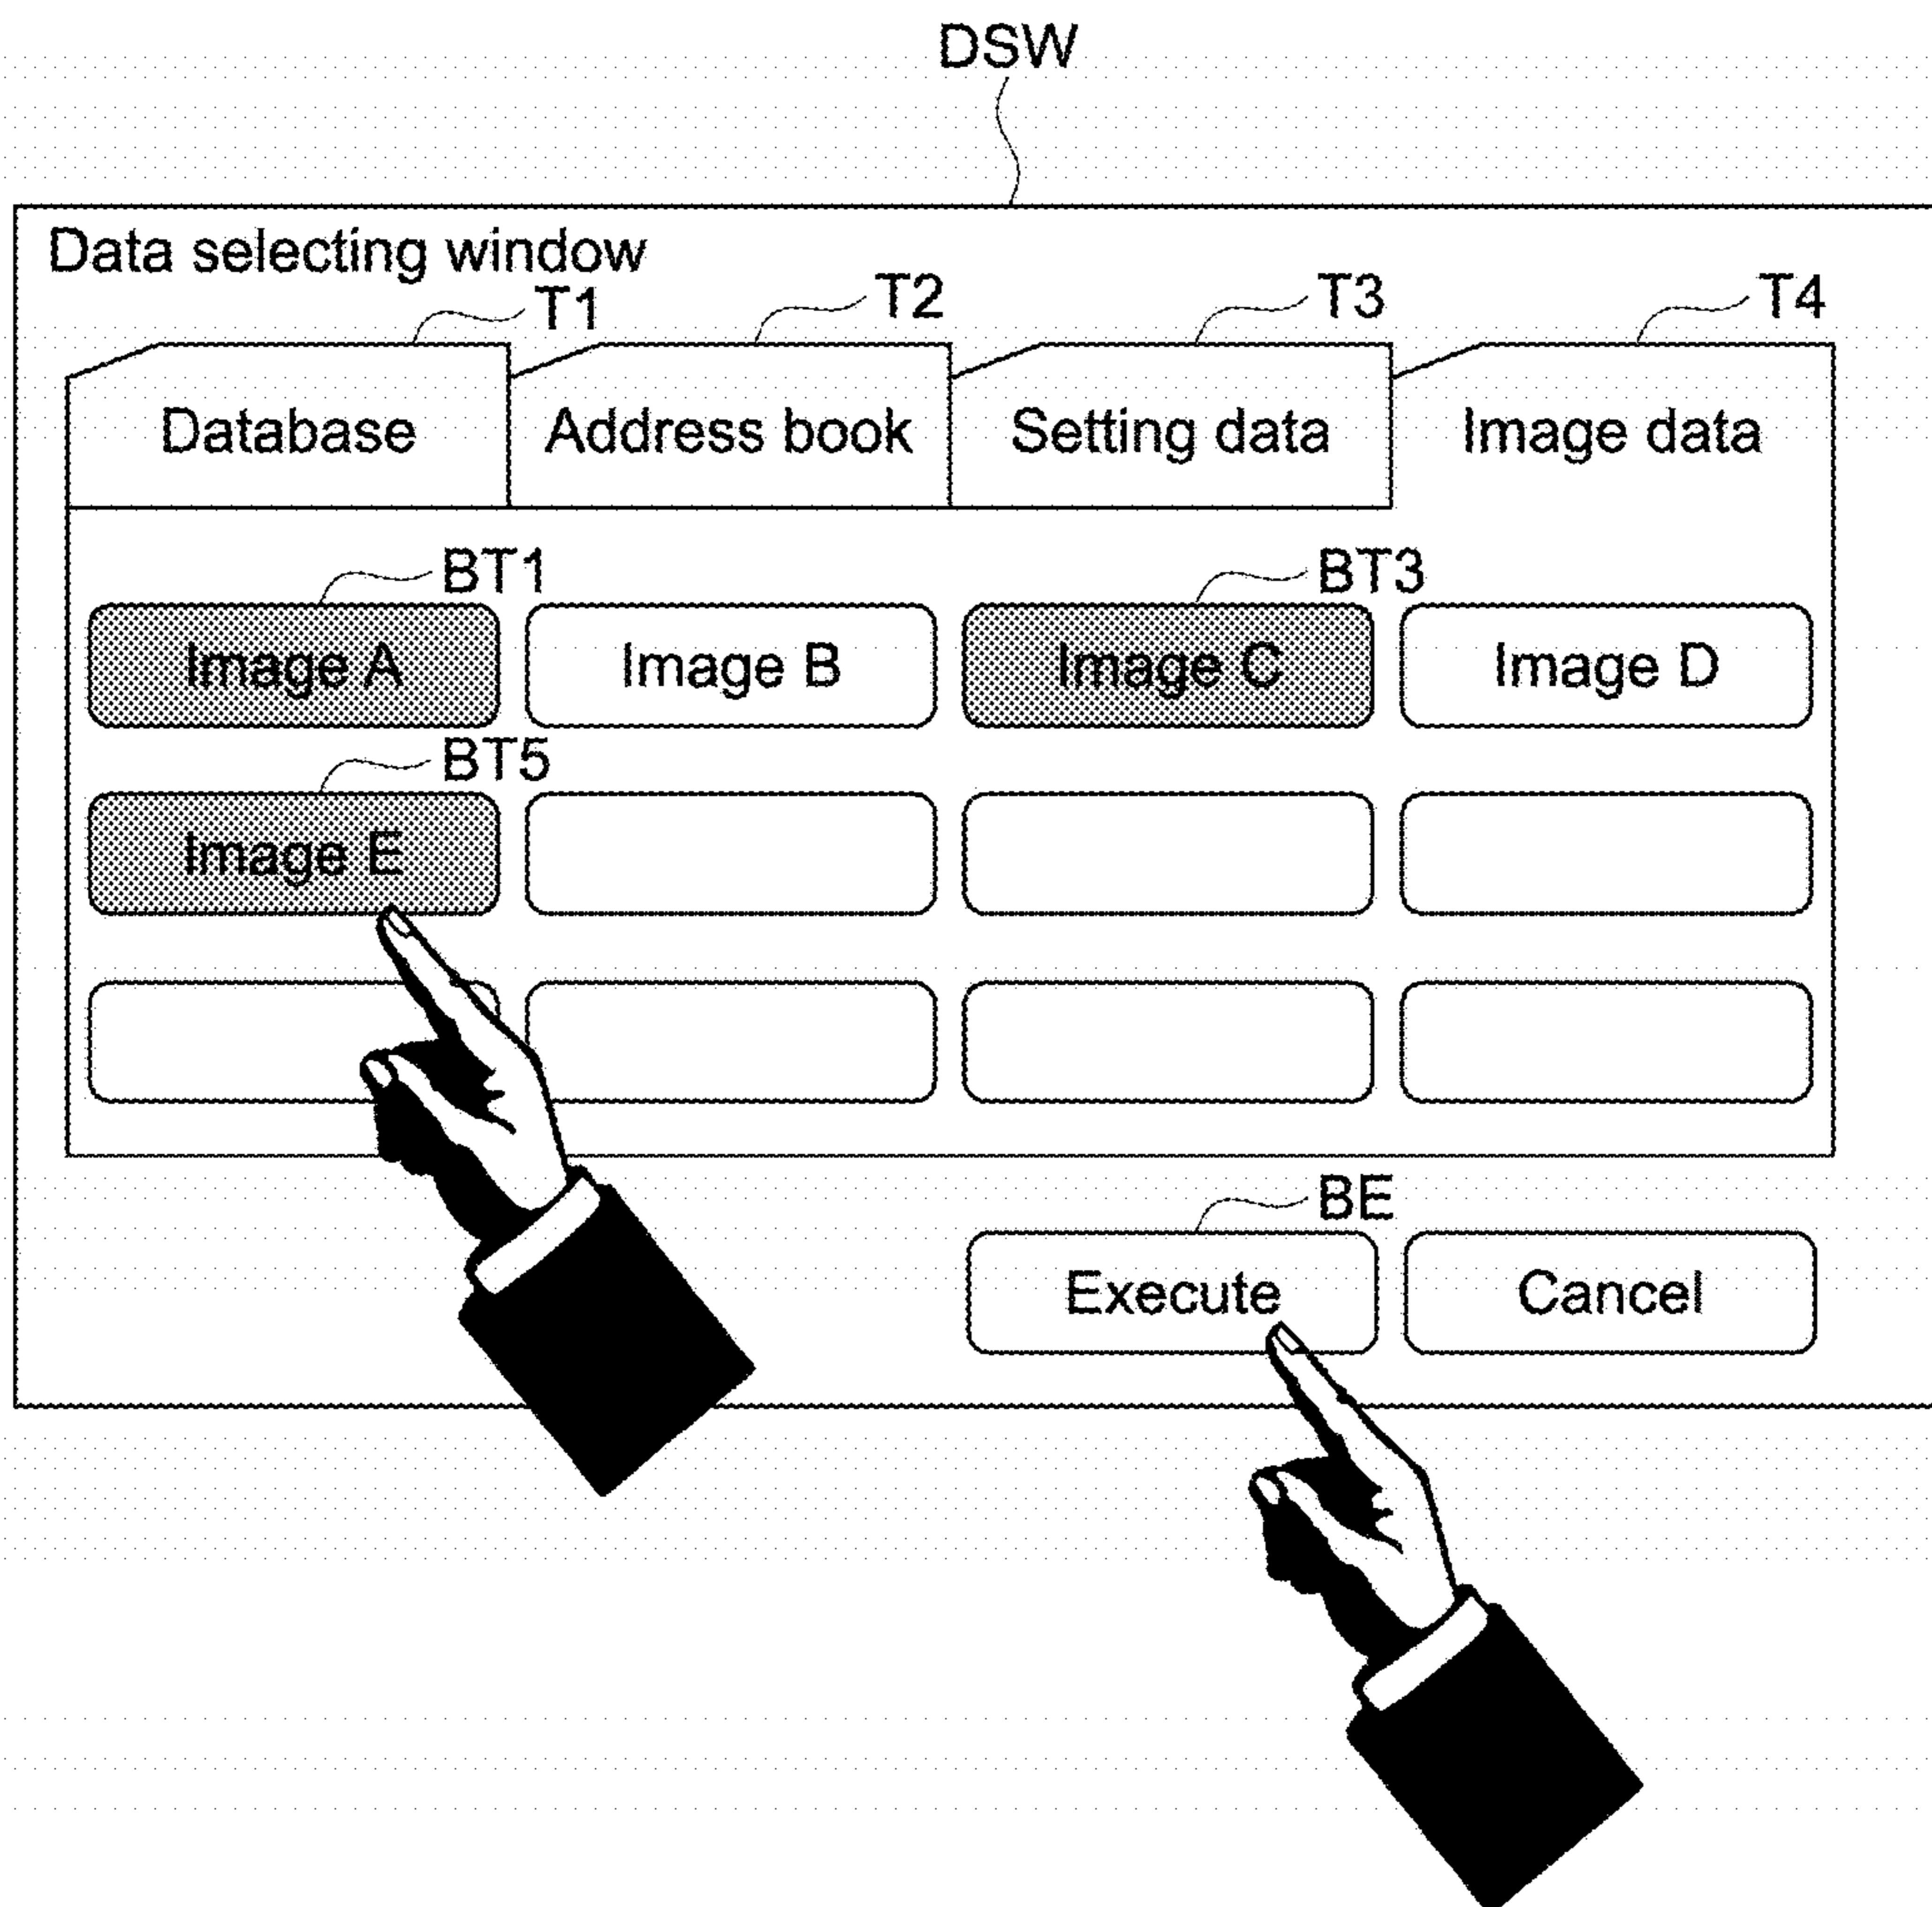 DSW
Data selecting window
T1 T2 T3 T4
Database Address book Setting data Image data
BT1 BT3
Image A Image B Image C Image D
BT5
Image E
BE
Execute Cancel